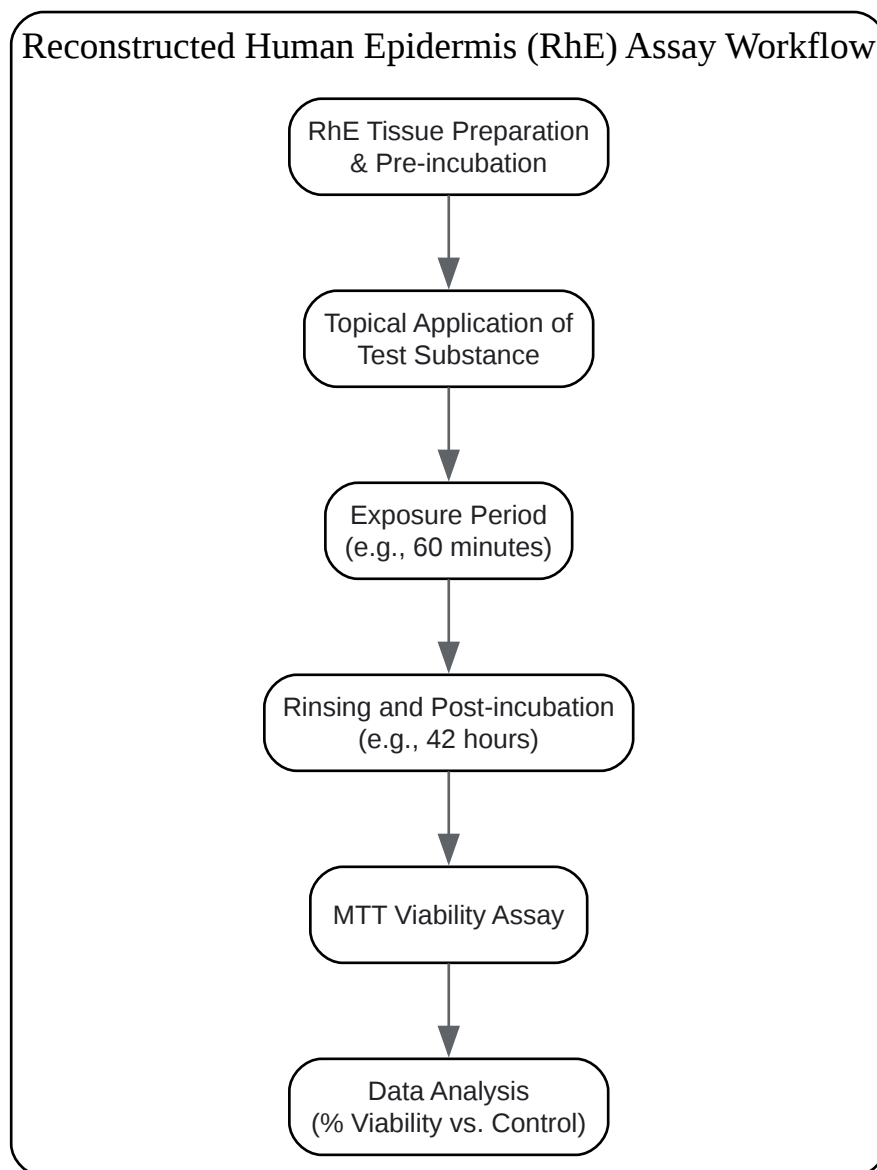 Reconstructed Human Epidermis (RhE) Assay Workflow
RhE Tissue Preparation
& Pre-incubation
Topical Application of
Test Substance
Exposure Period
(e.g., 60 minutes)
Rinsing and Post-incubation
(e.g., 42 hours)
MTT Viability Assay
Data Analysis
(% Viability vs. Control)